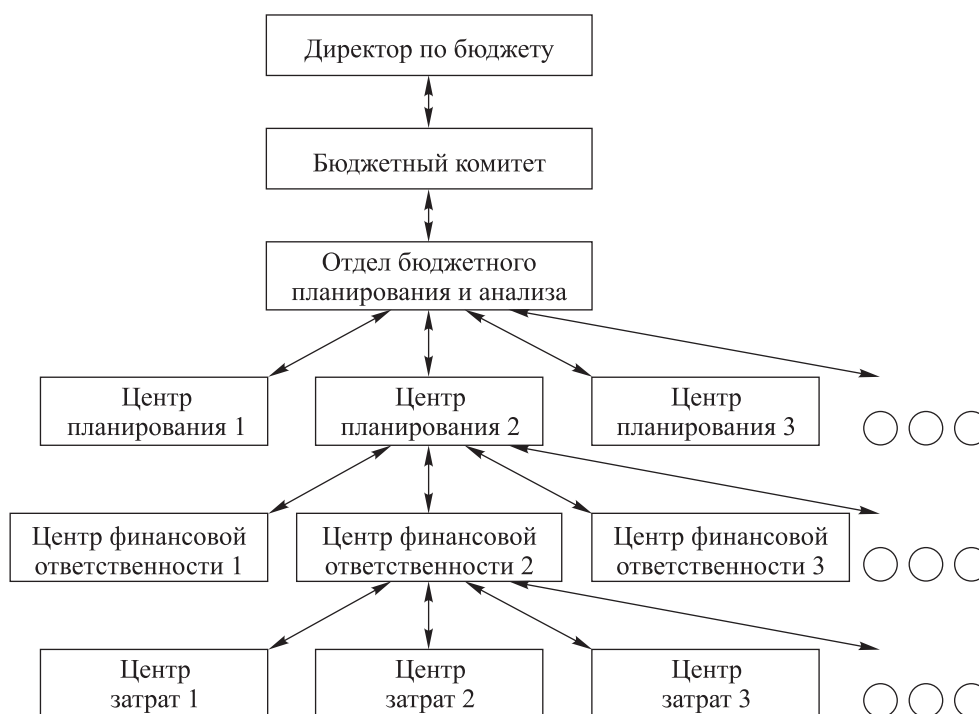 Директор по бюджету
Бюджетный комитет
Отдел бюджетного
планирования и анализа
Центр
планирования 1
Центр
планирования 2
Центр
планирования 3
Центр финансовой
ответственности 1
Центр финансовой
ответственности 2
Центр финансовой
ответственности 3
Центр
затрат 1
Центр
затрат 2
Центр
затрат 3